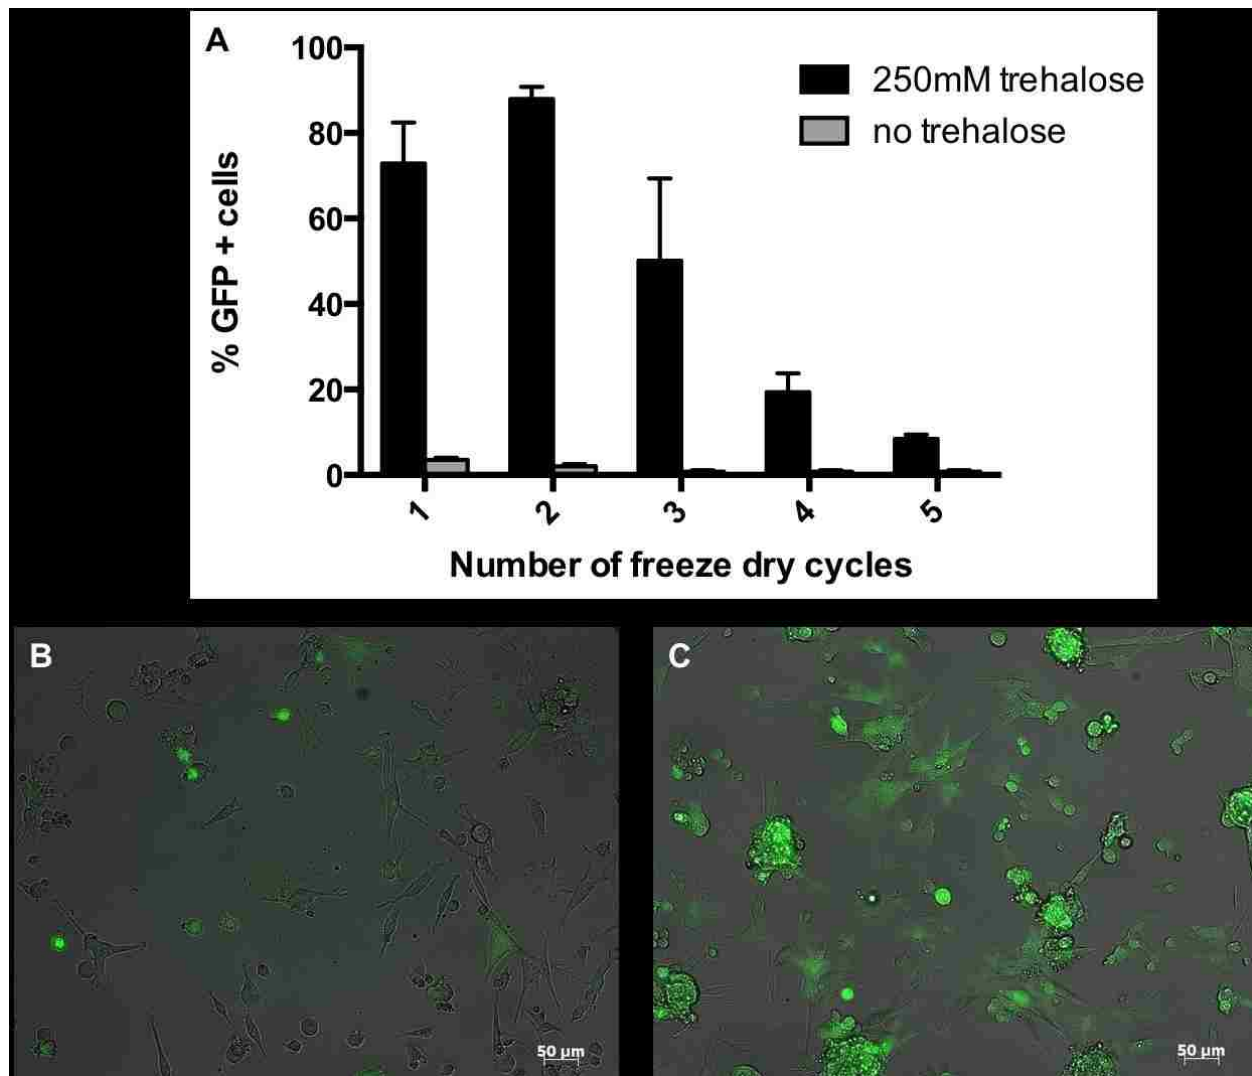 A
100
80
60
40
20
0
% GFP + cells
250mM trehalose
no trehalose
1 2 3 4 5
Number of freeze dry cycles
B
50 µm
C
50 µm